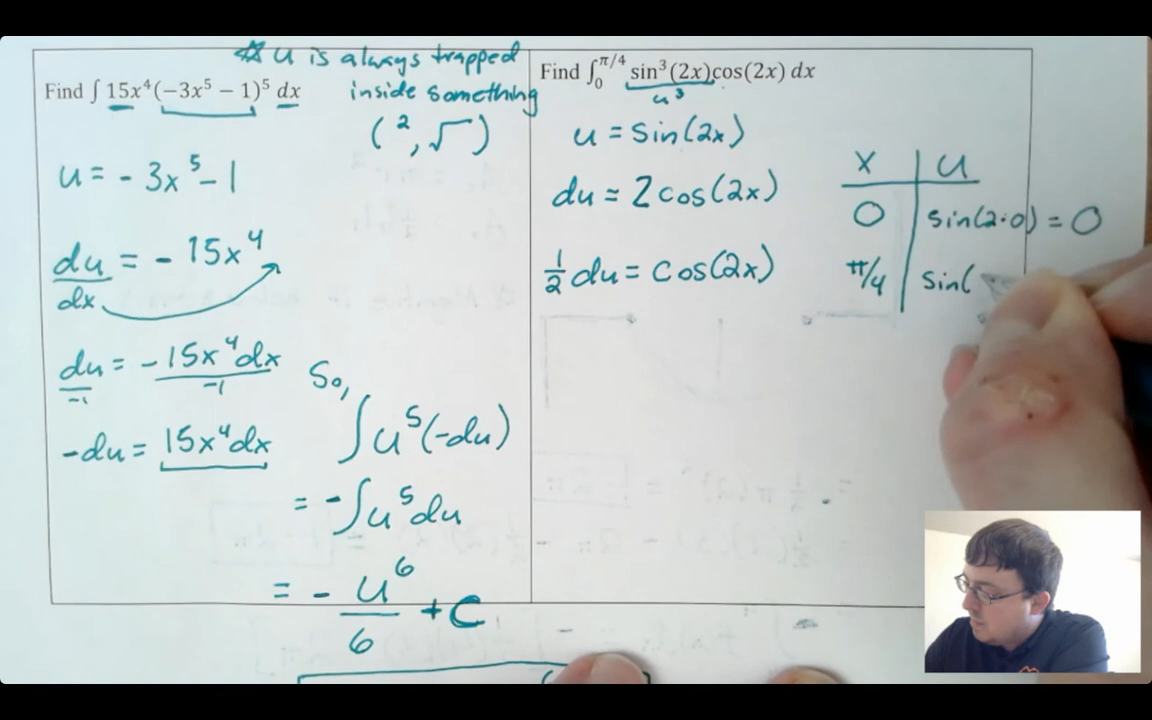 ☆ u is always trapped
inside something
( ², √ )
Find ∫ 15x⁴(−3x⁵ − 1)⁵ dx
u = - 3x⁵ - 1
du/dx = - 15x⁴
du/-1 = -15x⁴dx/-1
-du = 15x⁴dx
So,
∫ u⁵(-du)
= -∫u⁵du
= - u⁶/6 + C
Find ∫₀^π/4 sin³(2x)cos(2x) dx
u³
u = sin(2x)
du = 2cos(2x)
½ du = cos(2x)
x | u
0 | sin(2·0) = 0
π/4 | sin(